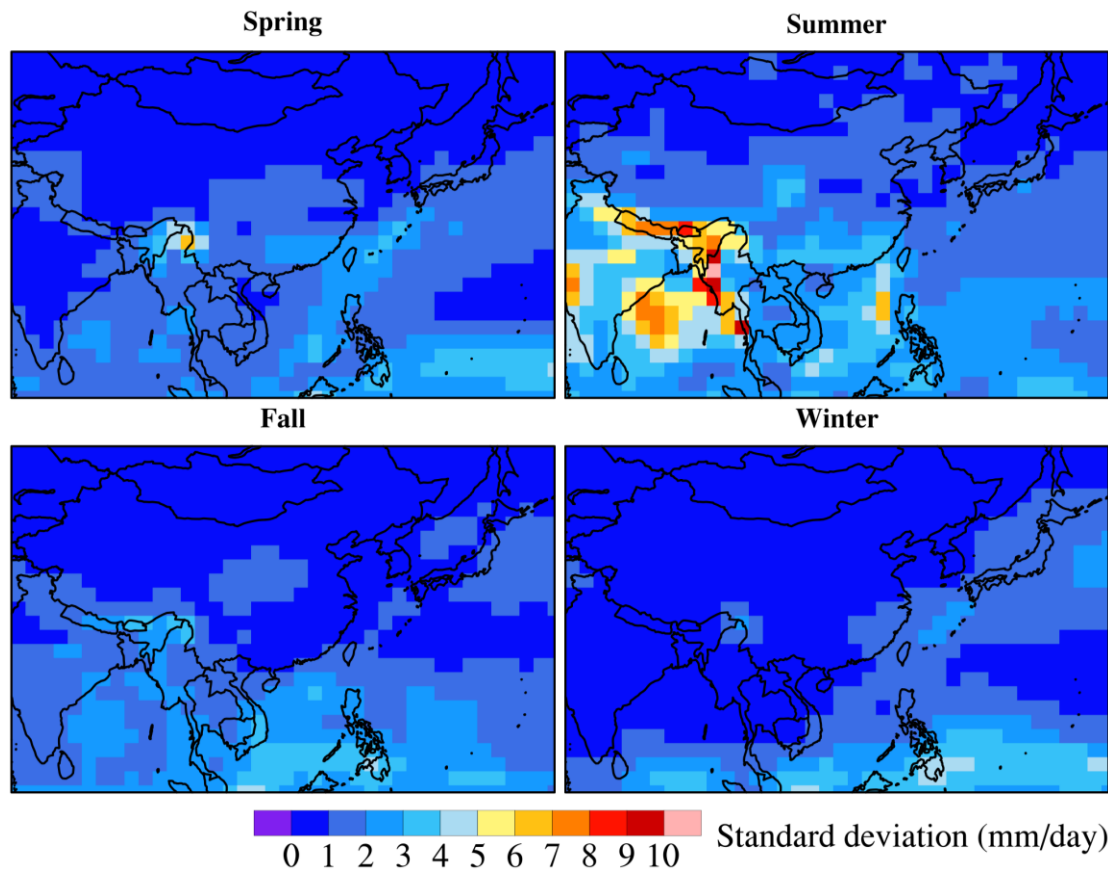 Spring
Summer
Fall
Winter
0 1 2 3 4 5 6 7 8 9 10 Standard deviation (mm/day)